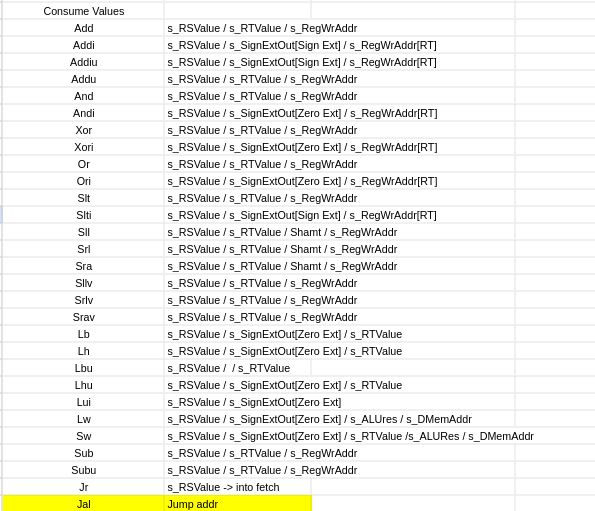 Consume Values
Add s_RSValue / s_RTValue / s_RegWrAddr
Addi s_RSValue / s_SignExtOut[Sign Ext] / s_RegWrAddr[RT]
Addiu s_RSValue / s_SignExtOut[Sign Ext] / s_RegWrAddr[RT]
Addu s_RSValue / s_RTValue / s_RegWrAddr
And s_RSValue / s_RTValue / s_RegWrAddr
Andi s_RSValue / s_SignExtOut[Zero Ext] / s_RegWrAddr[RT]
Xor s_RSValue / s_RTValue / s_RegWrAddr
Xori s_RSValue / s_SignExtOut[Zero Ext] / s_RegWrAddr[RT]
Or s_RSValue / s_RTValue / s_RegWrAddr
Ori s_RSValue / s_SignExtOut[Zero Ext] / s_RegWrAddr[RT]
Slt s_RSValue / s_RTValue / s_RegWrAddr
Slti s_RSValue / s_SignExtOut[Sign Ext] / s_RegWrAddr[RT]
Sll s_RSValue / s_RTValue / Shamt / s_RegWrAddr
Srl s_RSValue / s_RTValue / Shamt / s_RegWrAddr
Sra s_RSValue / s_RTValue / Shamt / s_RegWrAddr
Sllv s_RSValue / s_RTValue / s_RegWrAddr
Srlv s_RSValue / s_RTValue / s_RegWrAddr
Srav s_RSValue / s_RTValue / s_RegWrAddr
Lb s_RSValue / s_SignExtOut[Zero Ext] / s_RTValue
Lh s_RSValue / s_SignExtOut[Zero Ext] / s_RTValue
Lbu s_RSValue /  / s_RTValue
Lhu s_RSValue / s_SignExtOut[Zero Ext] / s_RTValue
Lui s_RSValue / s_SignExtOut[Zero Ext]
Lw s_RSValue / s_SignExtOut[Zero Ext] / s_ALUres / s_DMemAddr
Sw s_RSValue / s_SignExtOut[Zero Ext] / s_RTValue /s_ALURes / s_DMemAddr
Sub s_RSValue / s_RTValue / s_RegWrAddr
Subu s_RSValue / s_RTValue / s_RegWrAddr
Jr s_RSValue -> into fetch
Jal Jump addr